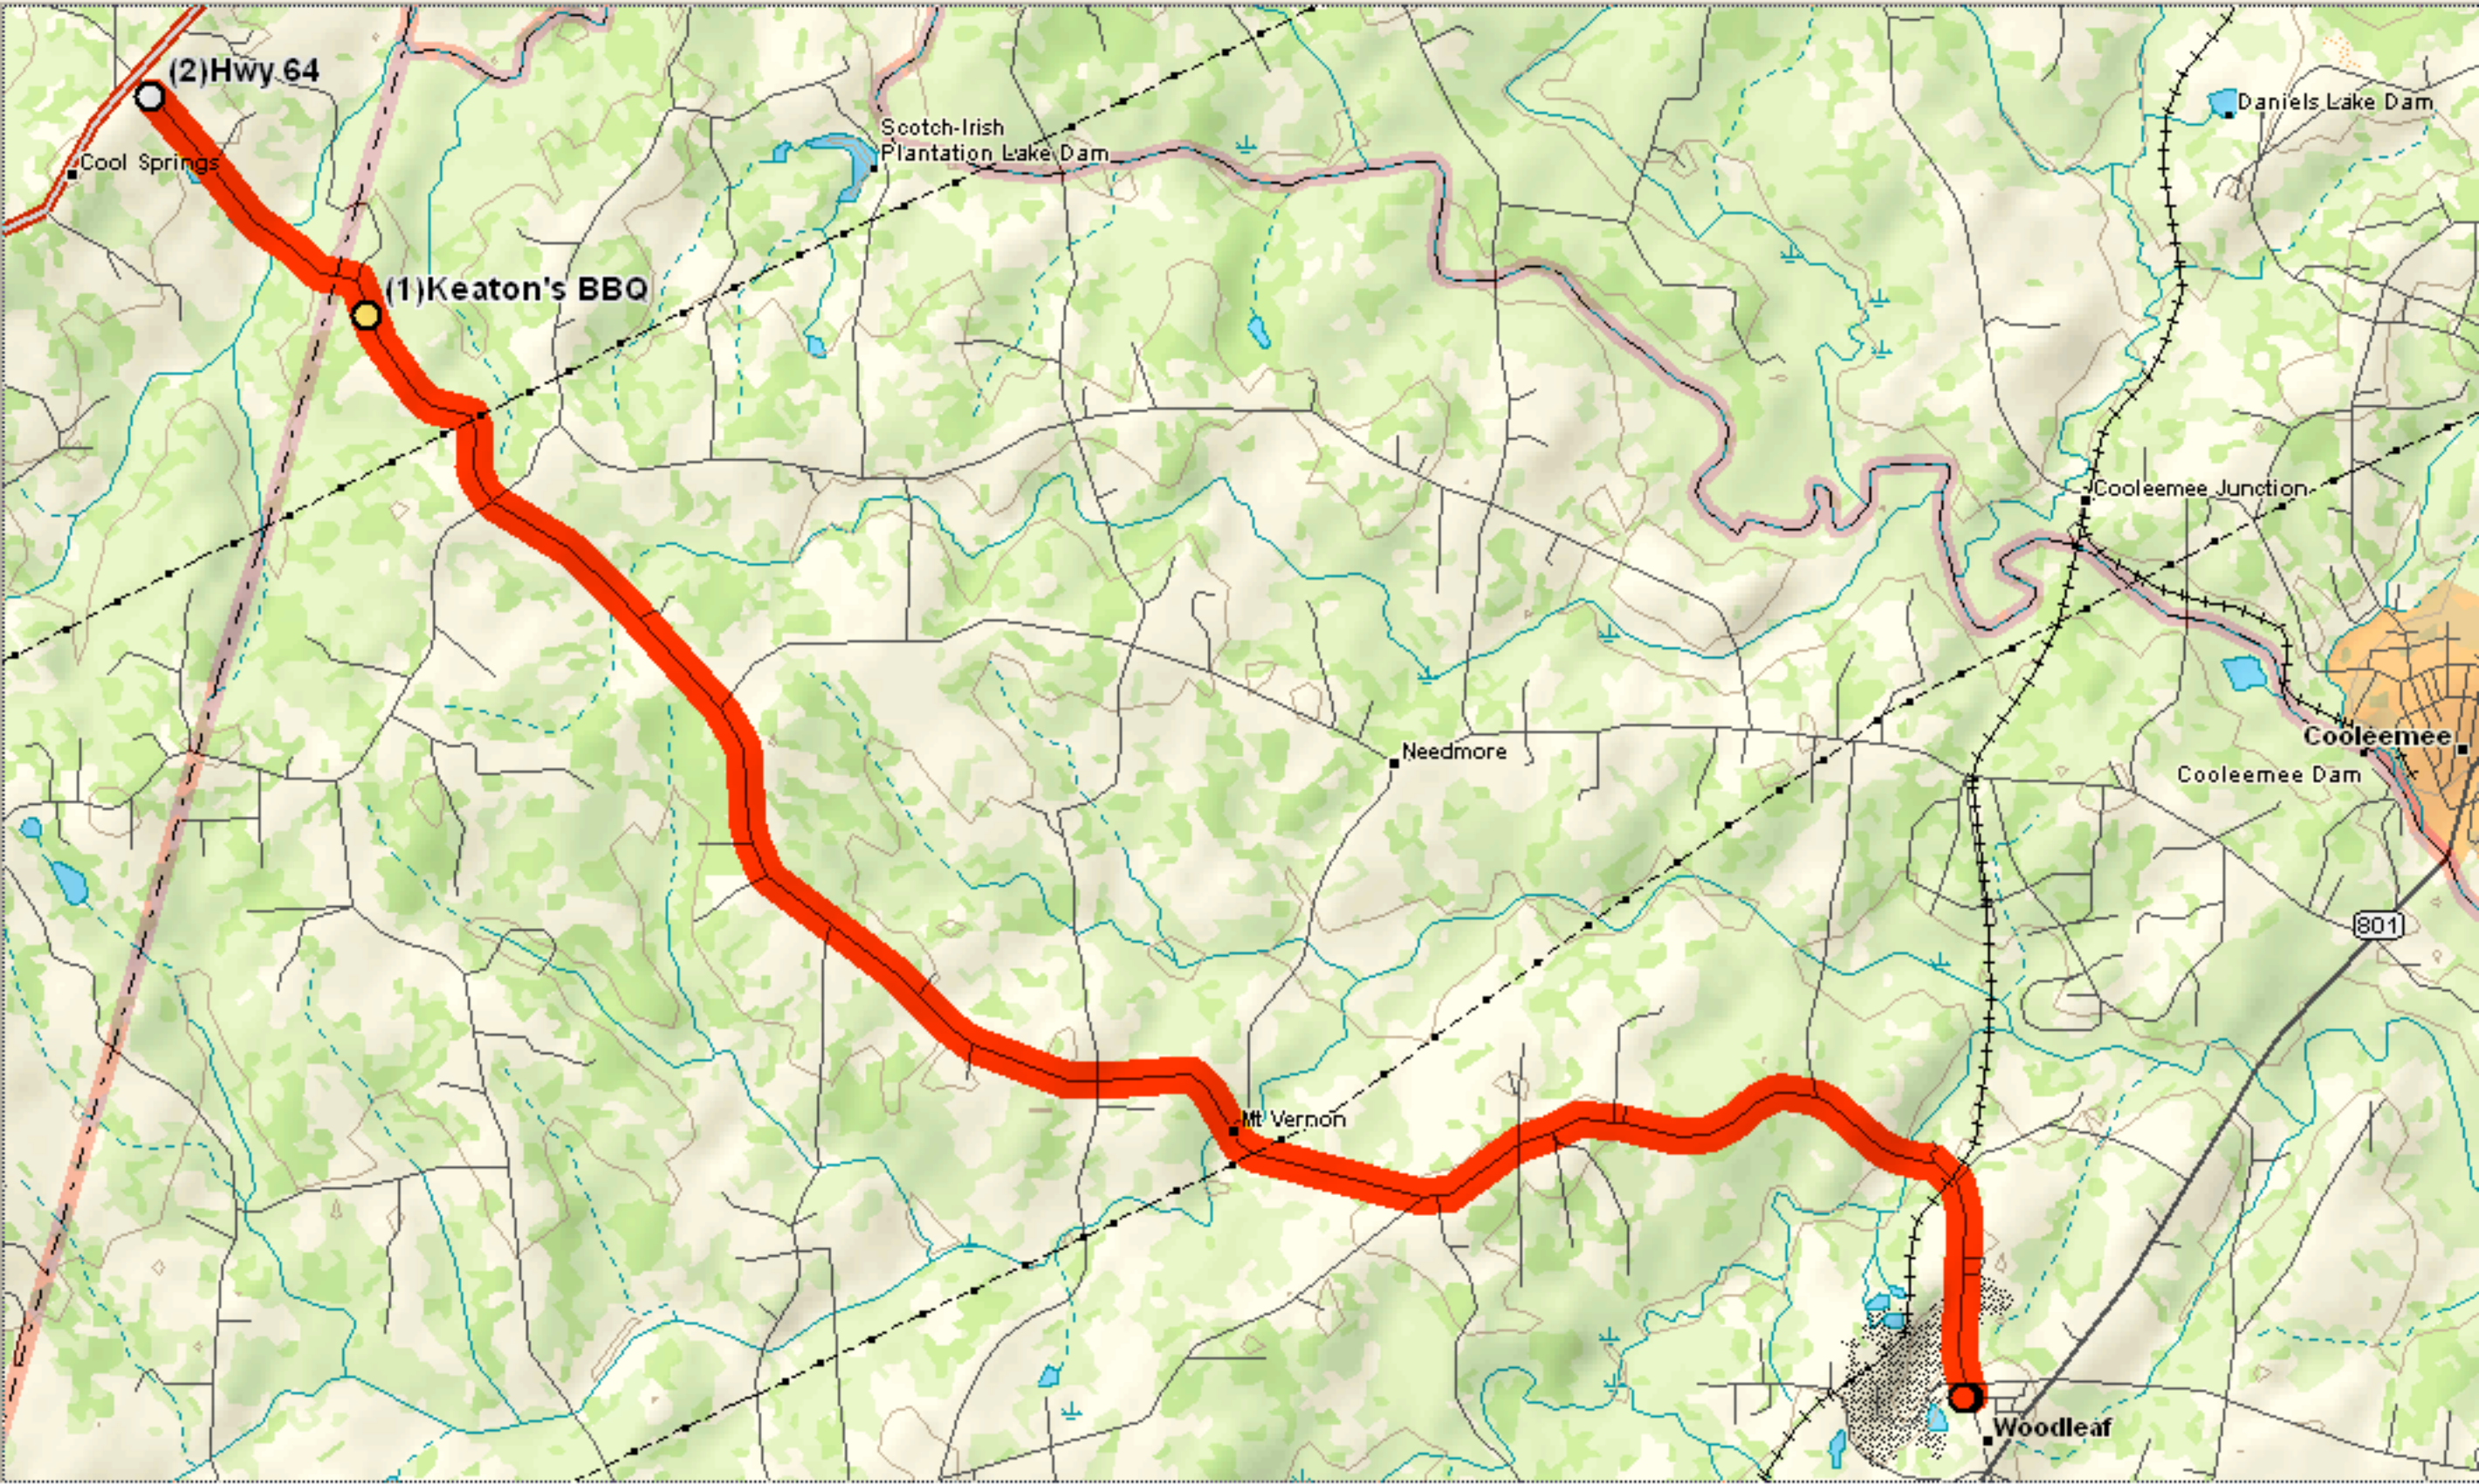 (2)Hwy 64
Cool Springs
Scotch-Irish
Plantation Lake Dam
Daniels Lake Dam
(1)Keaton's BBQ
Cooleemee Junction
Needmore
Cooleemee
Cooleemee Dam
801
Mt Vernon
Woodleaf